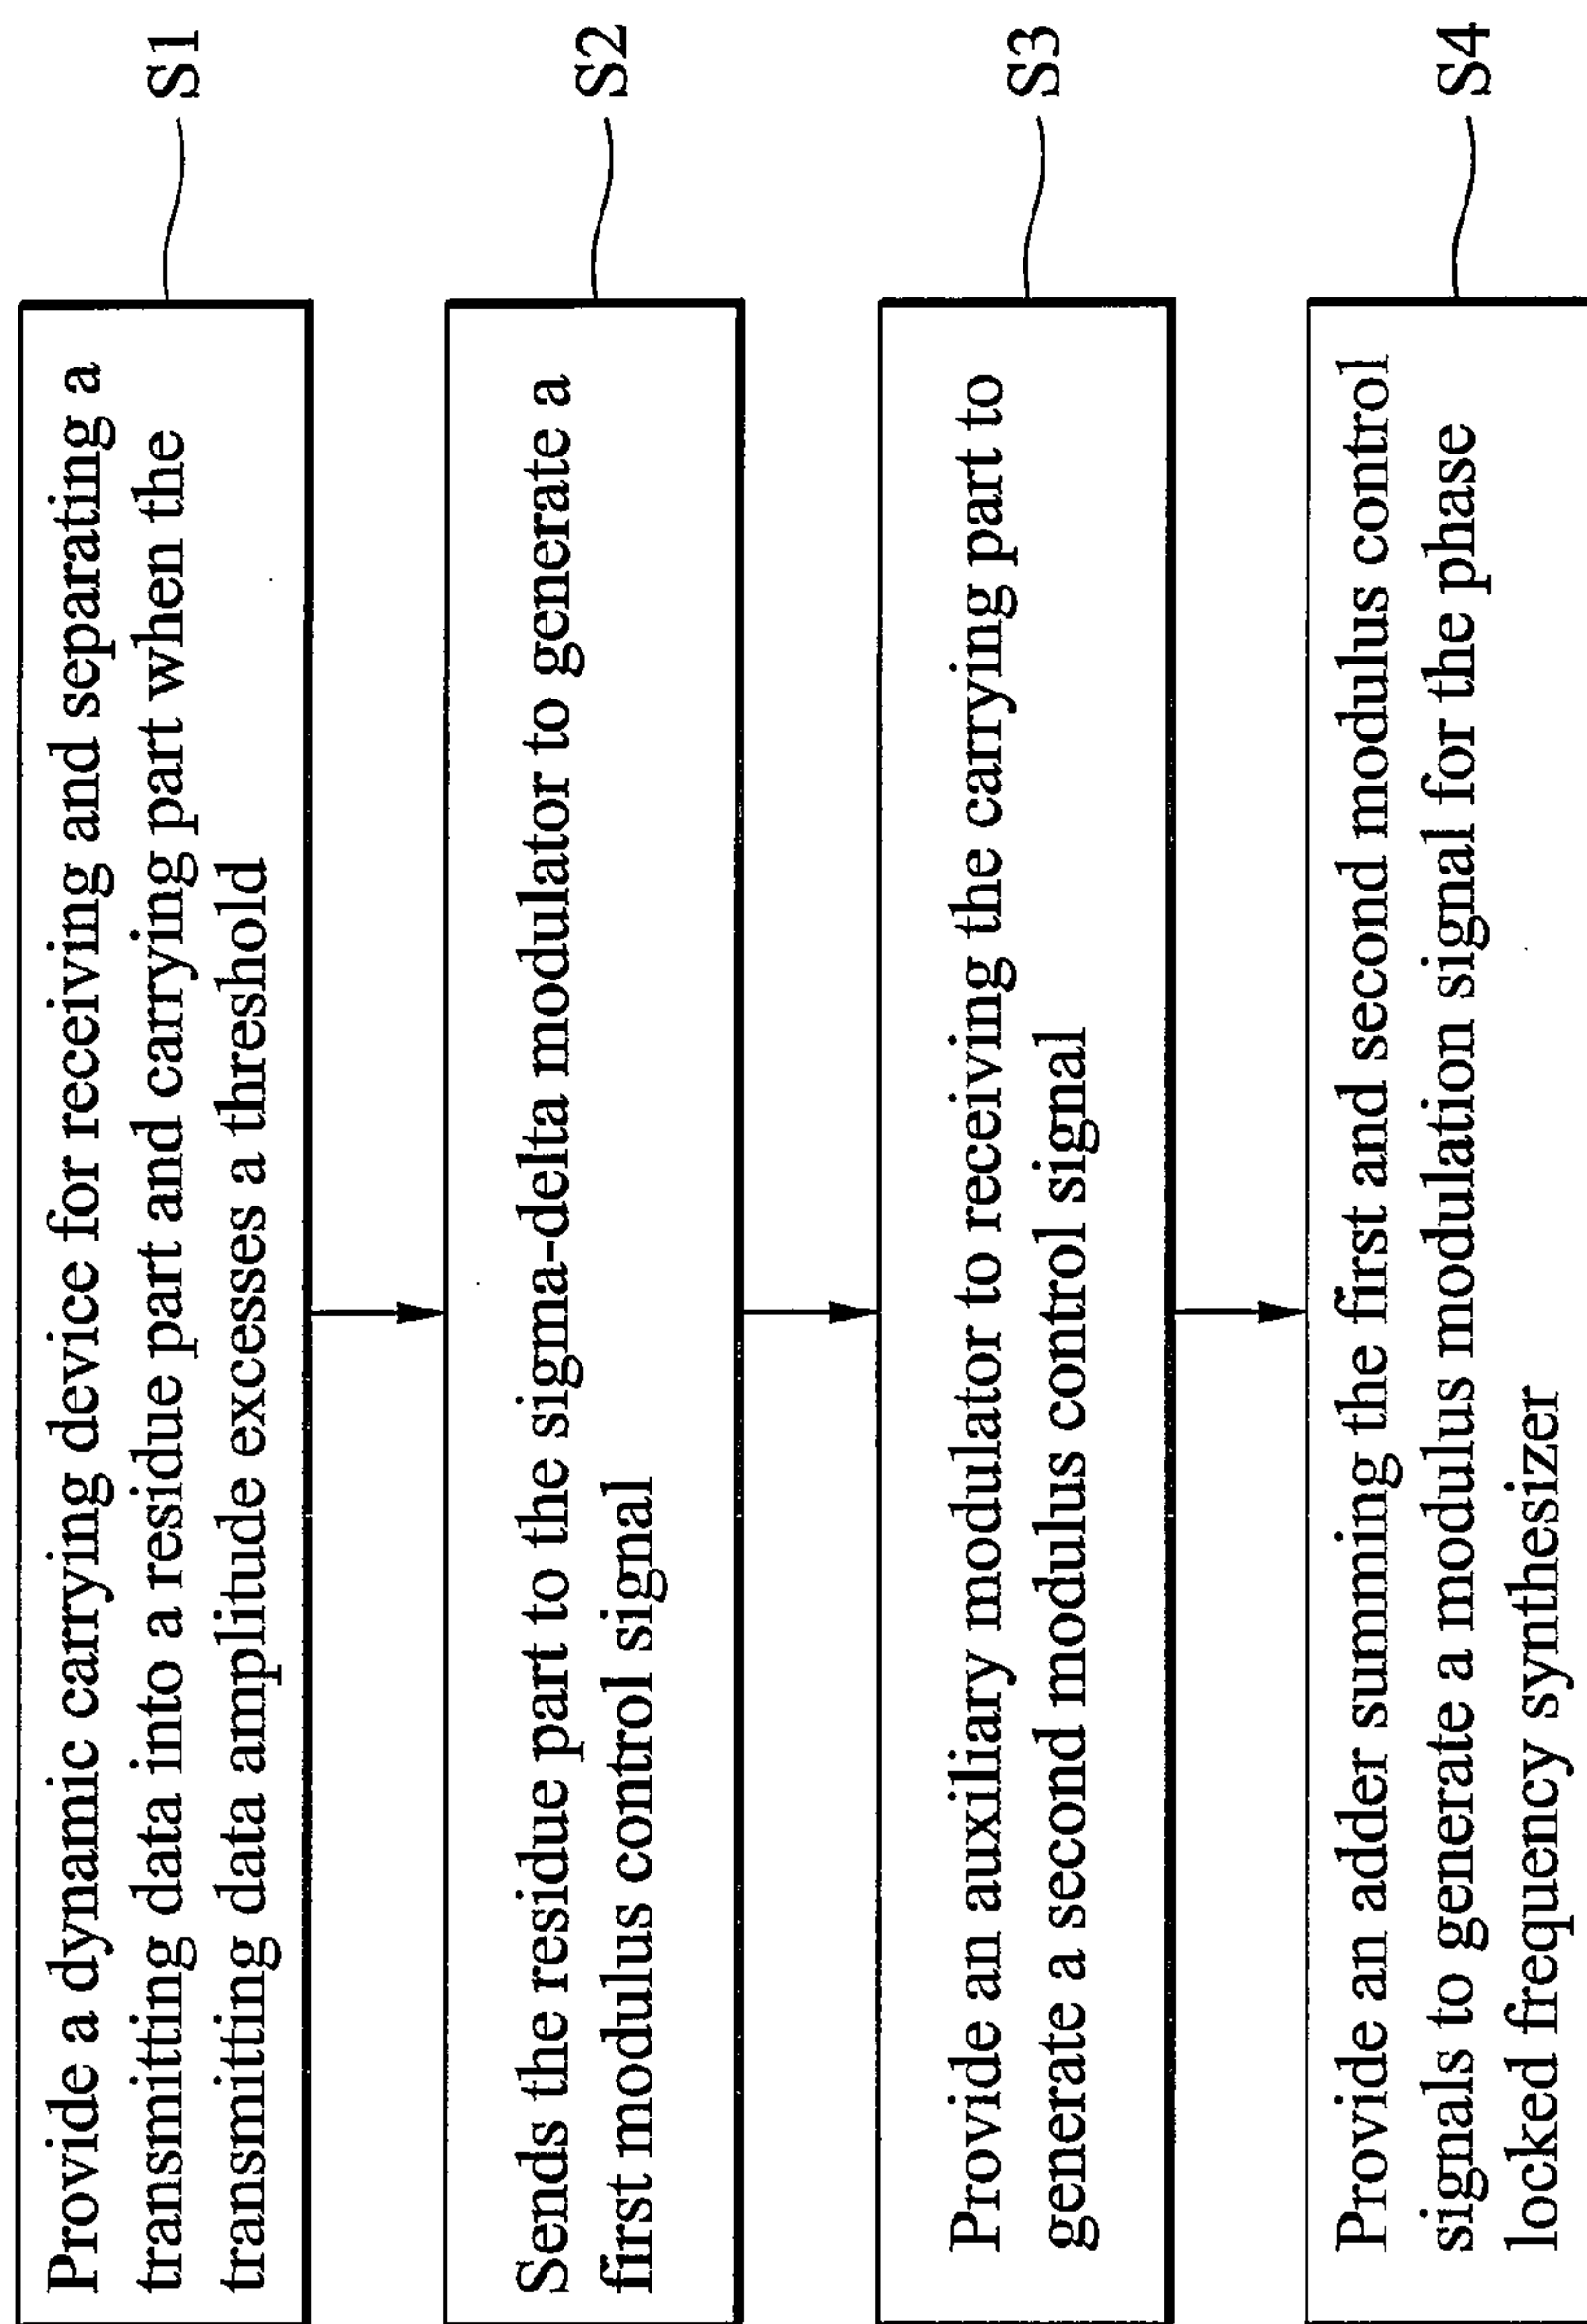 Provide a dynamic carrying device for receiving and separating a
transmitting data into a residue part and carrying part when the
transmitting data amplitude excesses a threshold
S1
Sends the residue part to the sigma-delta modulator to generate a
first modulus control signal
S2
Provide an auxiliary modulator to receiving the carrying part to
generate a second modulus control signal
S3
Provide an adder summing the first and second modulus control
signals to generate a modulus modulation signal for the phase
locked frequency synthesizer
S4